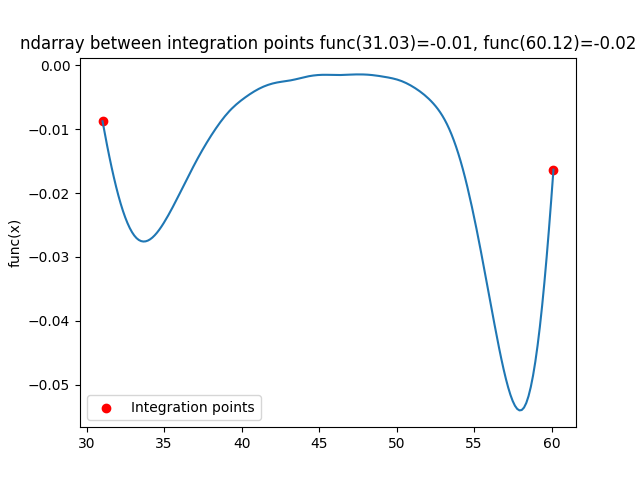 ndarray between integration points func(31.03)=-0.01, func(60.12)=-0.02
0.00
−0.01
−0.02
−0.03
−0.04
−0.05
func(x)
Integration points
30 35 40 45 50 55 60